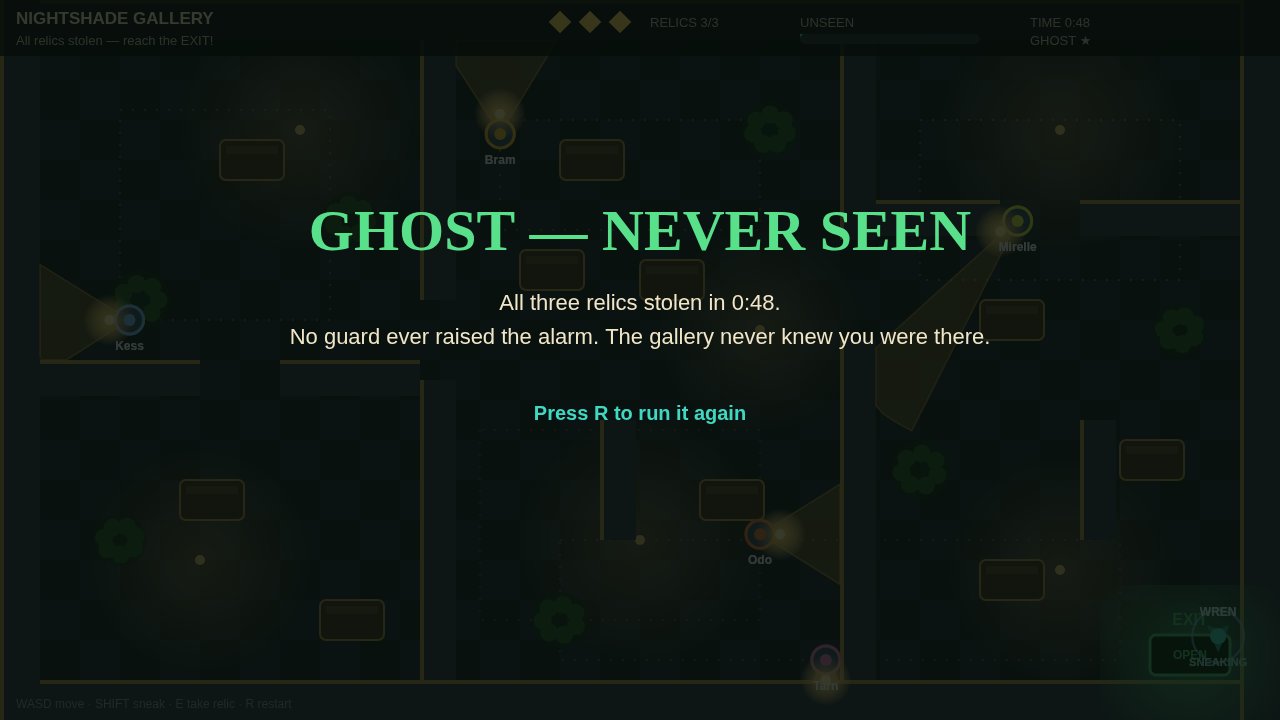 NIGHTSHADE GALLERY
All relics stolen — reach the EXIT!
RELICS 3/3
UNSEEN
TIME 0:48
GHOST ★
Bram
Mirelle
Kess
GHOST — NEVER SEEN
All three relics stolen in 0:48.
No guard ever raised the alarm. The gallery never knew you were there.
Press R to run it again
Odo
Tarn
WREN
EXIT
OPEN
SNEAKING
WASD move · SHIFT sneak · E take relic · R restart